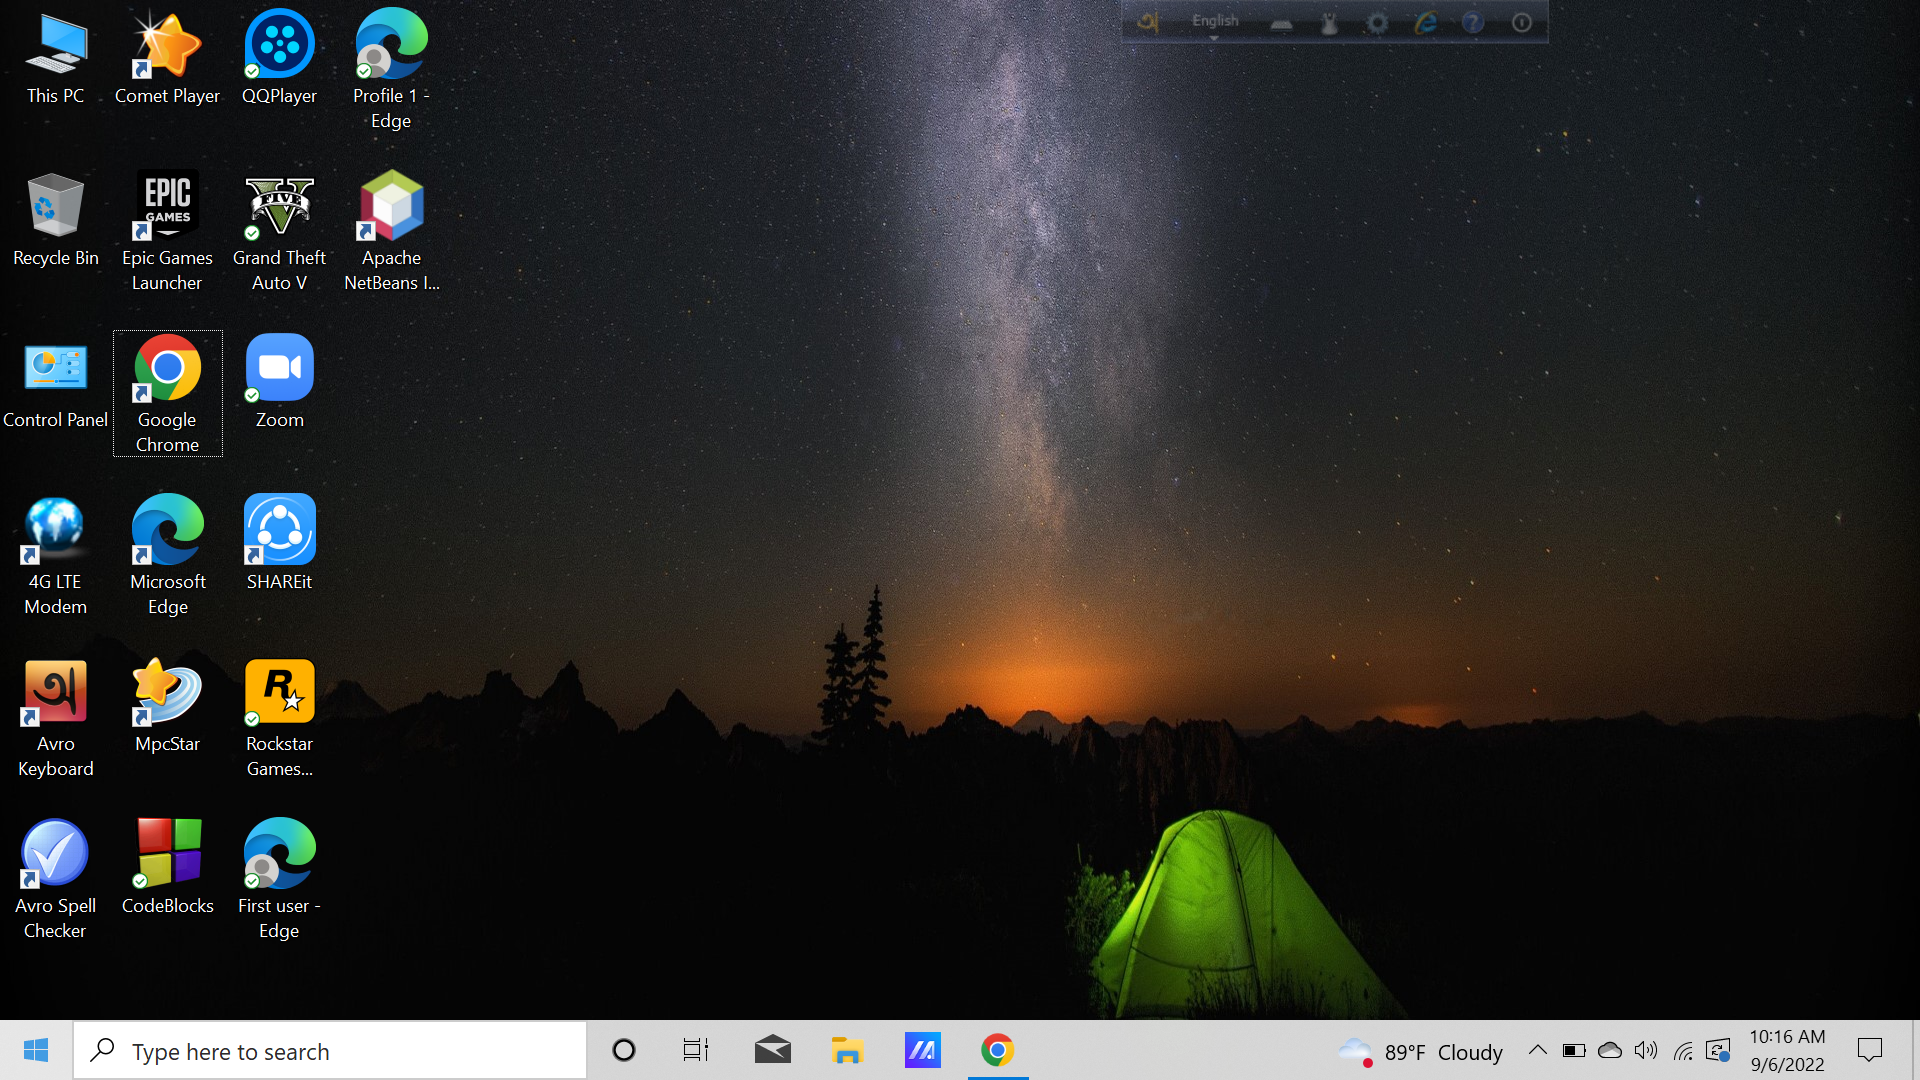 English
This PC
Comet Player
QQPlayer
Profile 1 -
Edge
Recycle Bin
EPIC
GAMES
Epic Games
Launcher
FIVE
V
Grand Theft
Auto V
Apache
NetBeans I...
Control Panel
Google
Chrome
Zoom
4G LTE
Modem
Microsoft
Edge
SHAREit
অ
Avro
Keyboard
MpcStar
R
Rockstar
Games...
Avro Spell
Checker
CodeBlocks
First user -
Edge
Type here to search
89°F Cloudy
10:16 AM
9/6/2022